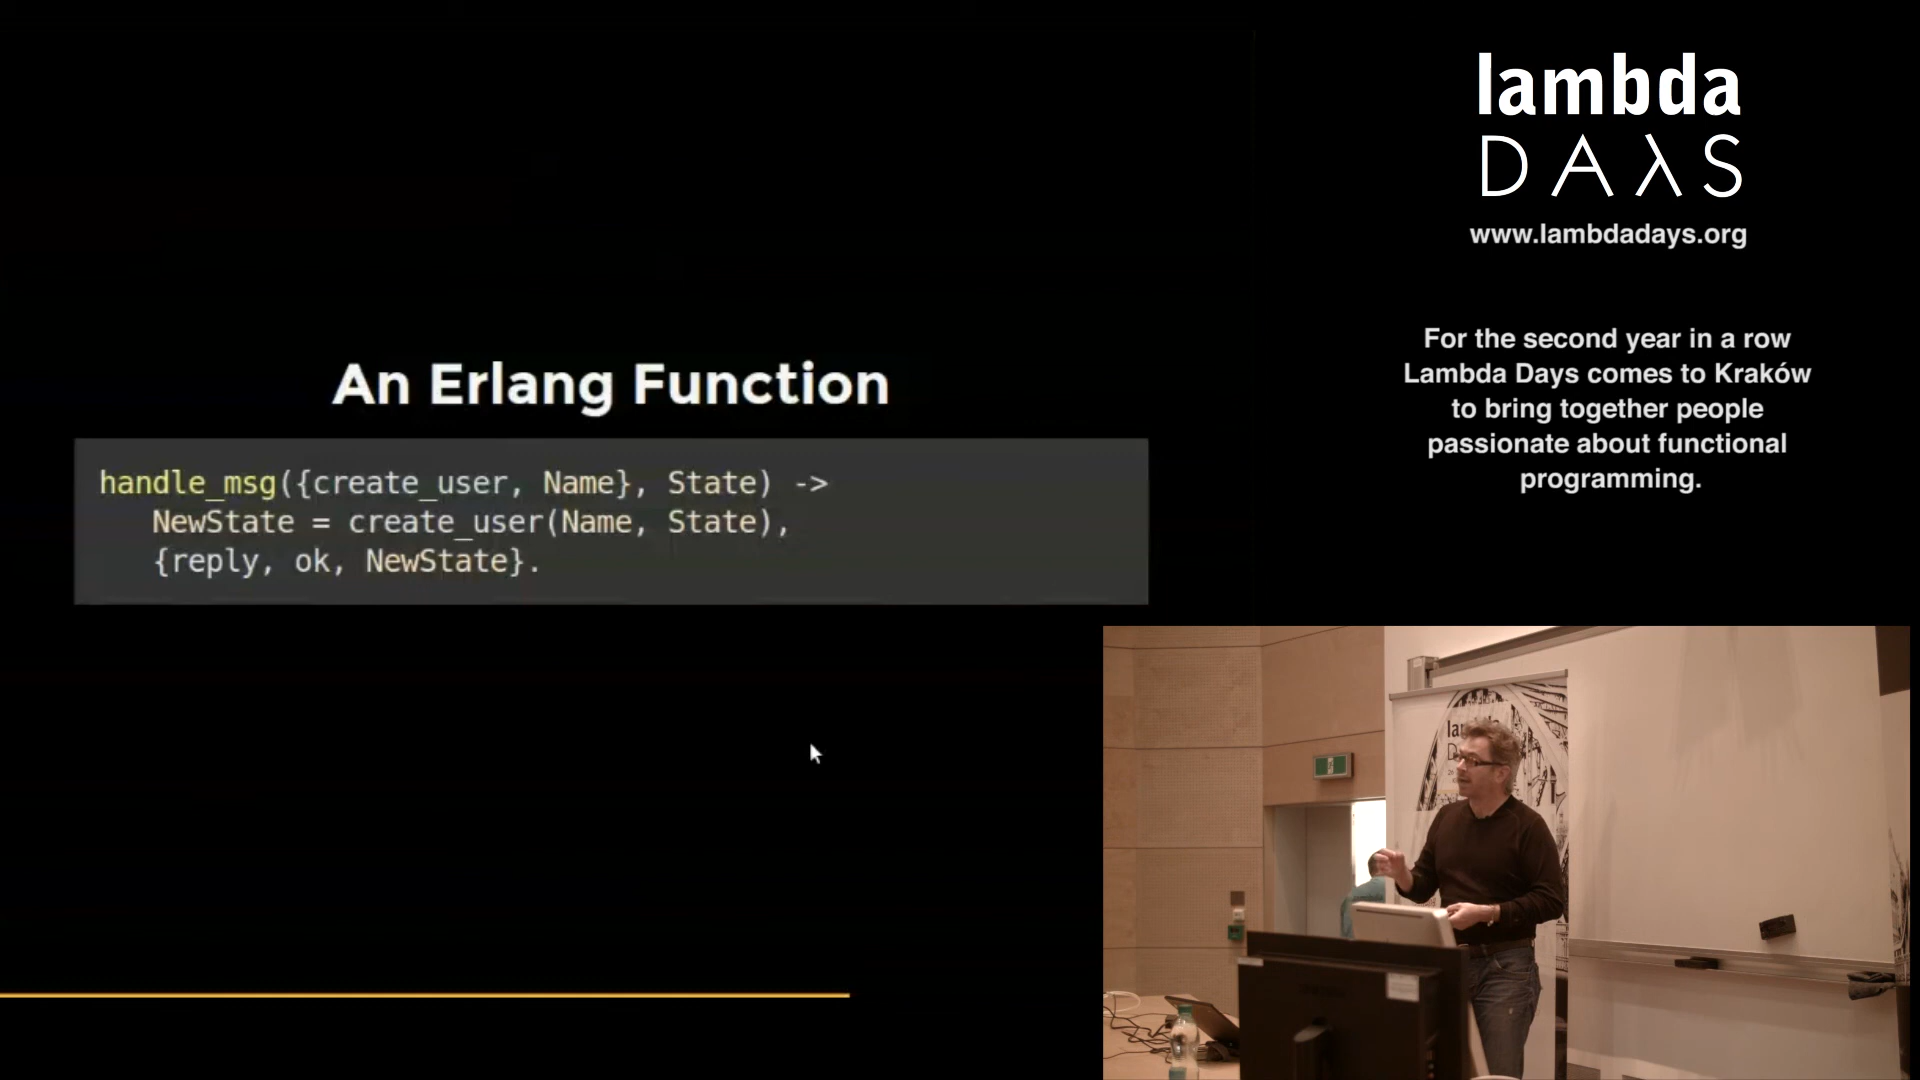 An Erlang Function
handle_msg({create_user, Name}, State) ->
   NewState = create_user(Name, State),
   {reply, ok, NewState}.
lambda
DAλS
www.lambdadays.org
For the second year in a row
Lambda Days comes to Kraków
to bring together people
passionate about functional
programming.